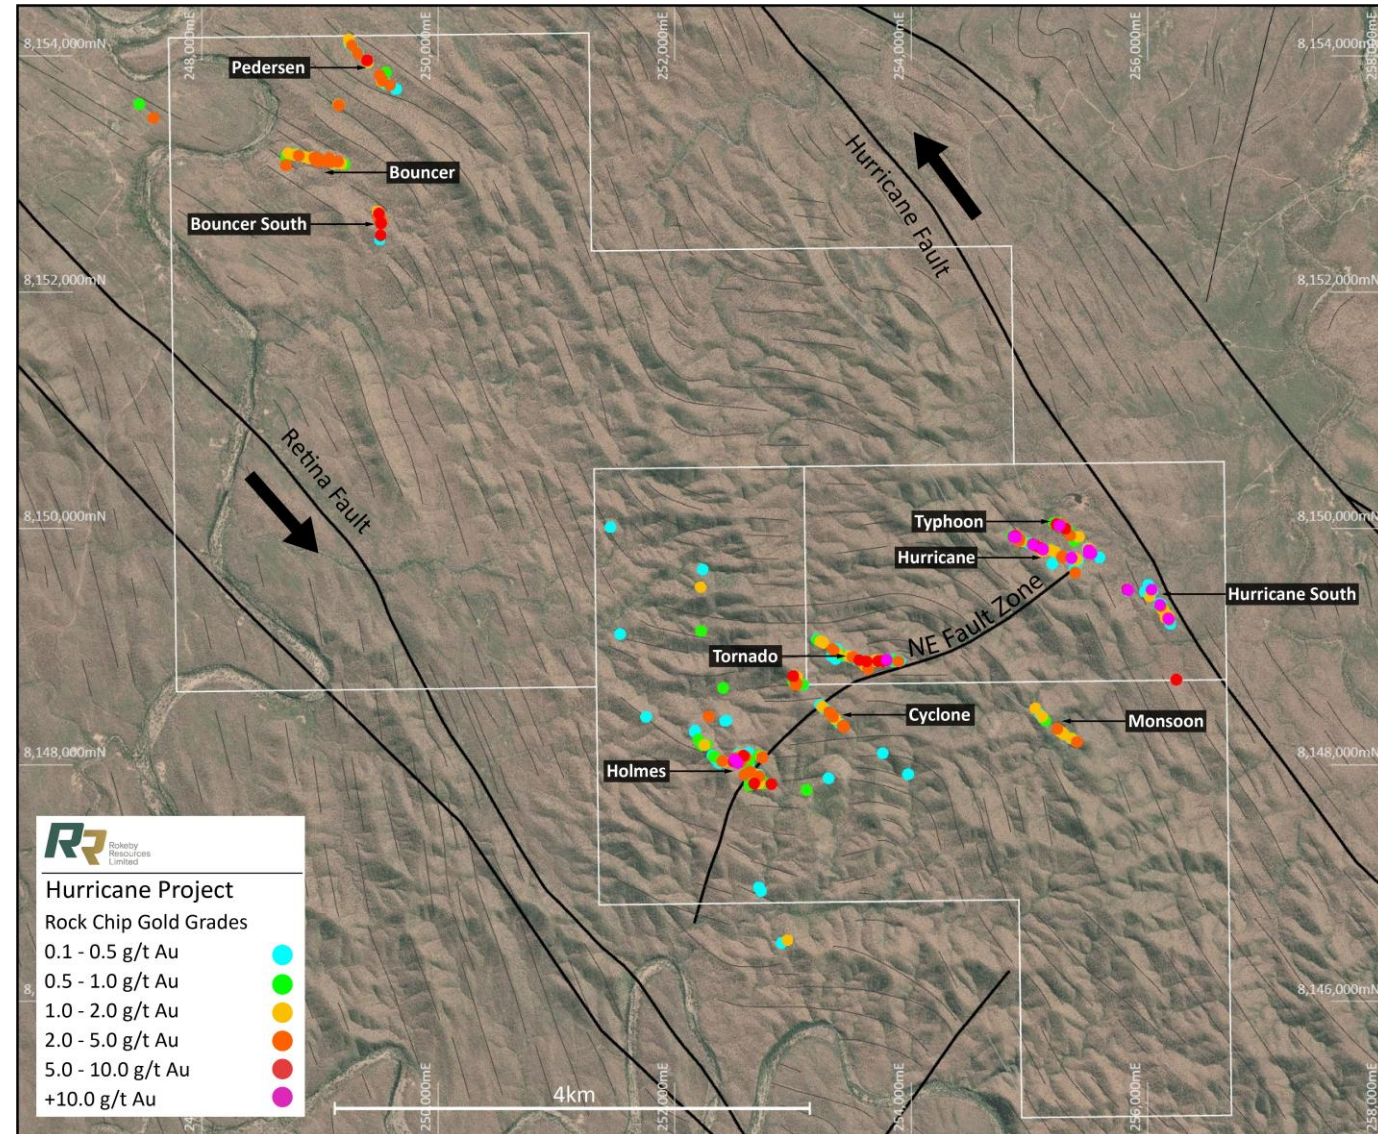 8,154,000mN
248,000mE
250,000mE
252,000mE
254,000mE
256,000mE
258,000mE
8,154,000mN
Pedersen
Bouncer
Bouncer South
Hurricane Fault
8,152,000mN
8,152,000mN
Retina Fault
8,150,000mN
8,150,000mN
Typhoon
Hurricane
Hurricane South
NE Fault Zone
Tornado
Cyclone
Monsoon
8,148,000mN
8,148,000mN
Holmes
RR
Rokeby
Resources
Limited
Hurricane Project
Rock Chip Gold Grades
0.1 - 0.5 g/t Au
0.5 - 1.0 g/t Au
1.0 - 2.0 g/t Au
2.0 - 5.0 g/t Au
5.0 - 10.0 g/t Au
+10.0 g/t Au
8,146,000mN
4km
250,000mE
252,000mE
254,000mE
256,000mE
258,000mE